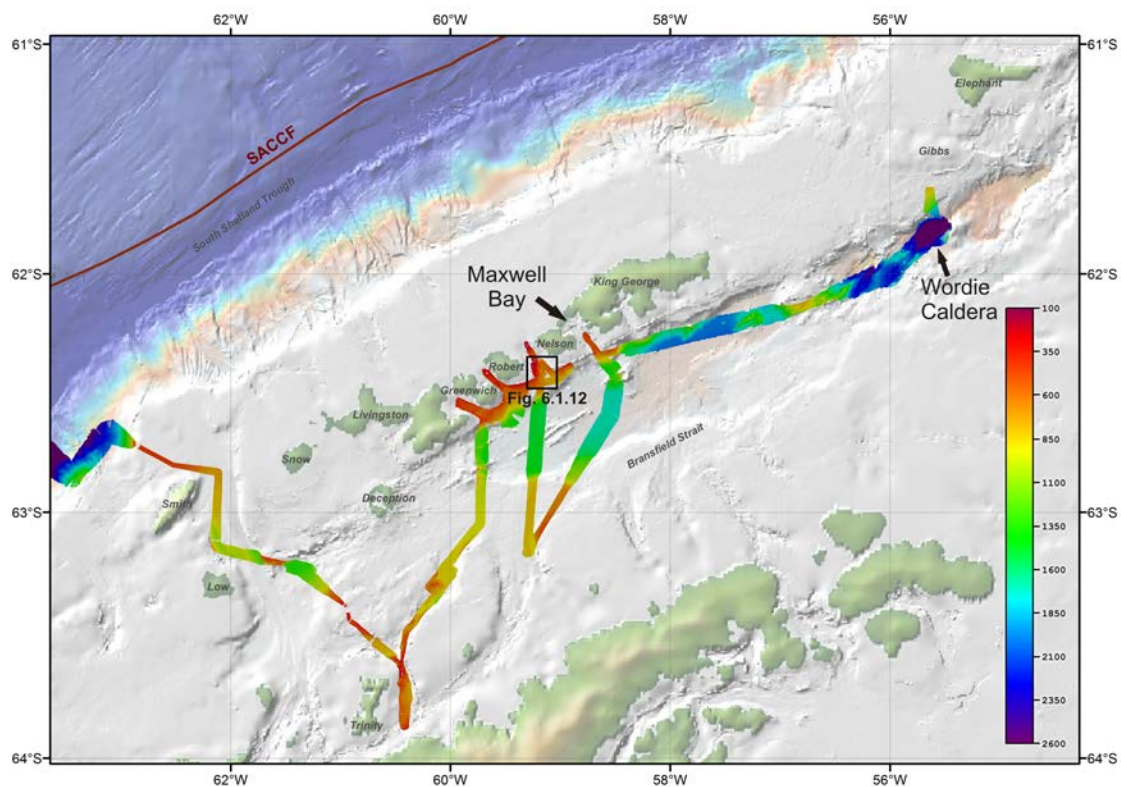 62°W 60°W 58°W 56°W
61°S 61°S
Elephant
SACCF
Gibbs
South Shetland Trough
62°S 62°S
Maxwell
Bay
King George
Wordie
Caldera
Nelson
Robert
Fig. 6.1.12
Greenwich
Livingston
Bransfield Strait
Snow
Deception
Smith
63°S 63°S
Low
Trinity
64°S 64°S
62°W 60°W 58°W 56°W
100
350
600
850
1100
1350
1600
1850
2100
2350
2600